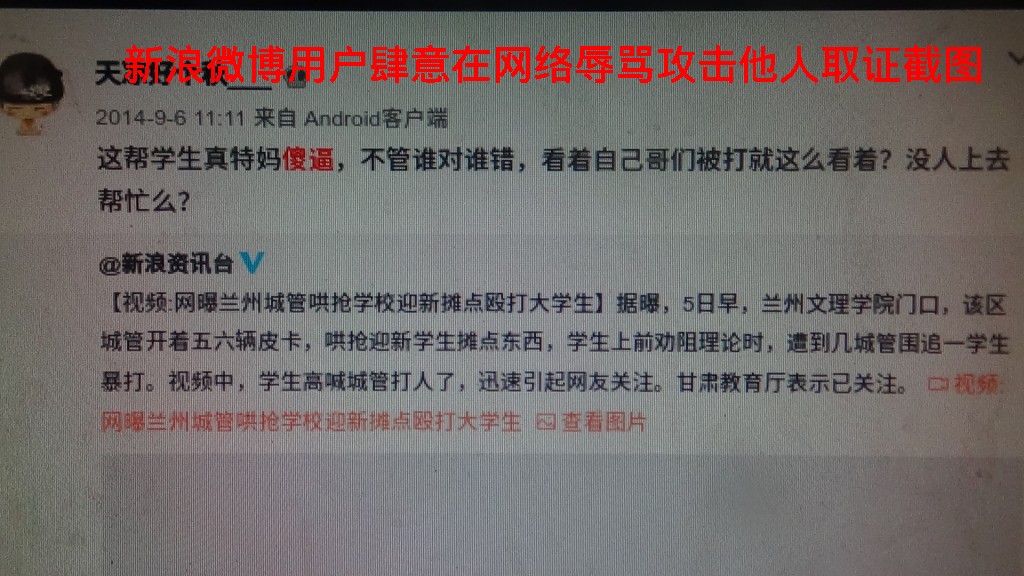 新浪微博用户肆意在网络辱骂攻击他人取证截图
2014-9-6 11:11 来自 Android客户端
这帮学生真特妈傻逼，不管谁对谁错，看着自己哥们被打就这么看着？没人上去
帮忙么？
@新浪资讯台
【视频:网曝兰州城管哄抢学校迎新摊点殴打大学生】据曝，5日早，兰州文理学院门口，该区
城管开着五六辆皮卡，哄抢迎新学生摊点东西，学生上前劝阻理论时，遭到几城管围追一学生
暴打。视频中，学生高喊城管打人了，迅速引起网友关注。甘肃教育厅表示已关注。 视频:
网曝兰州城管哄抢学校迎新摊点殴打大学生 查看图片